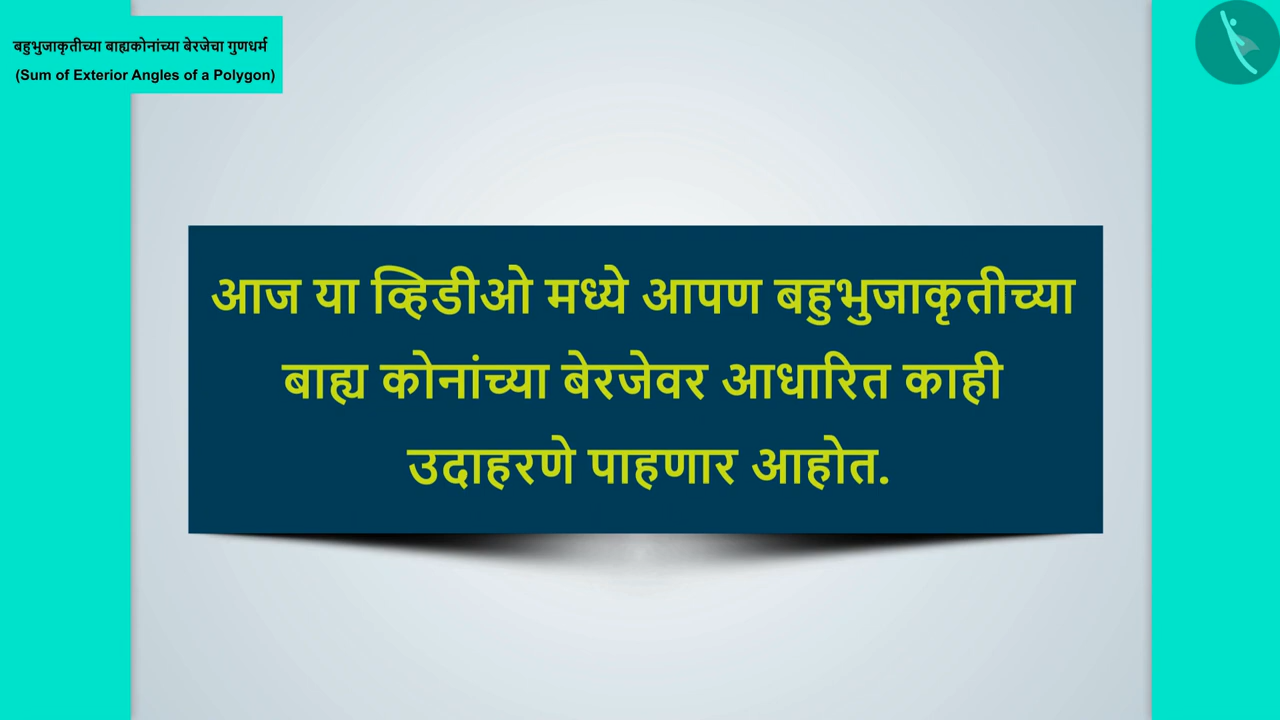 बहुभुजाकृतीच्या बाह्यकोनांच्या बेरजेचा गुणधर्म
(Sum of Exterior Angles of a Polygon)
आज या व्हिडीओ मध्ये आपण बहुभुजाकृतीच्या
बाह्य कोनांच्या बेरजेवर आधारित काही
उदाहरणे पाहणार आहोत.